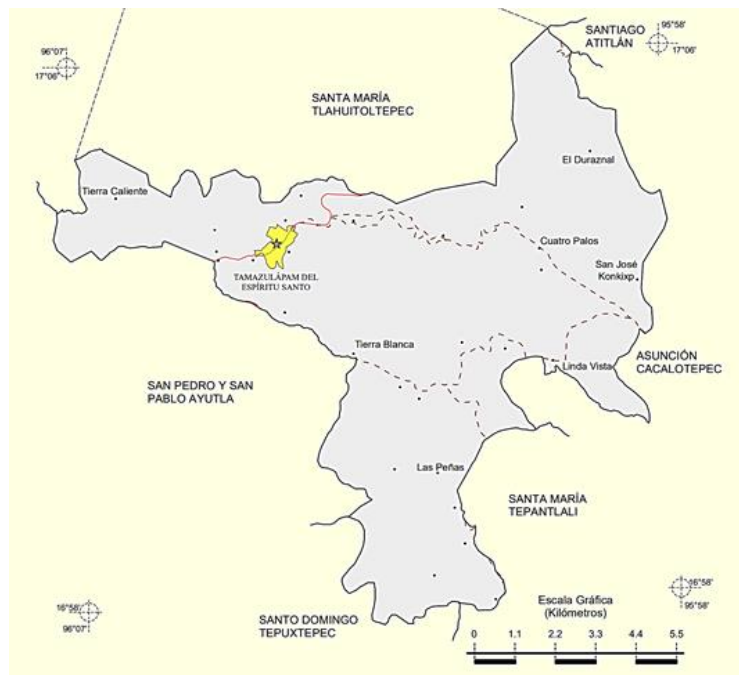 96°07'
17°06'
SANTIAGO
ATITLÁN
95°58'
17°06'
SANTA MARÍA
TLAHUITOLTEPEC
El Duraznal
Tierra Caliente
Cuatro Palos
San José
Konkixp
TAMAZULÁPAM DEL
ESPÍRITU SANTO
Tierra Blanca
ASUNCIÓN
CACALOTEPEC
Linda Vista
SAN PEDRO Y SAN
PABLO AYUTLA
Las Peñas
SANTA MARÍA
TEPANTLALI
16°58'
95°58'
16°58'
96°07'
SANTO DOMINGO
TEPUXTEPEC
Escala Gráfica
(Kilómetros)
0 1.1 2.2 3.3 4.4 5.5